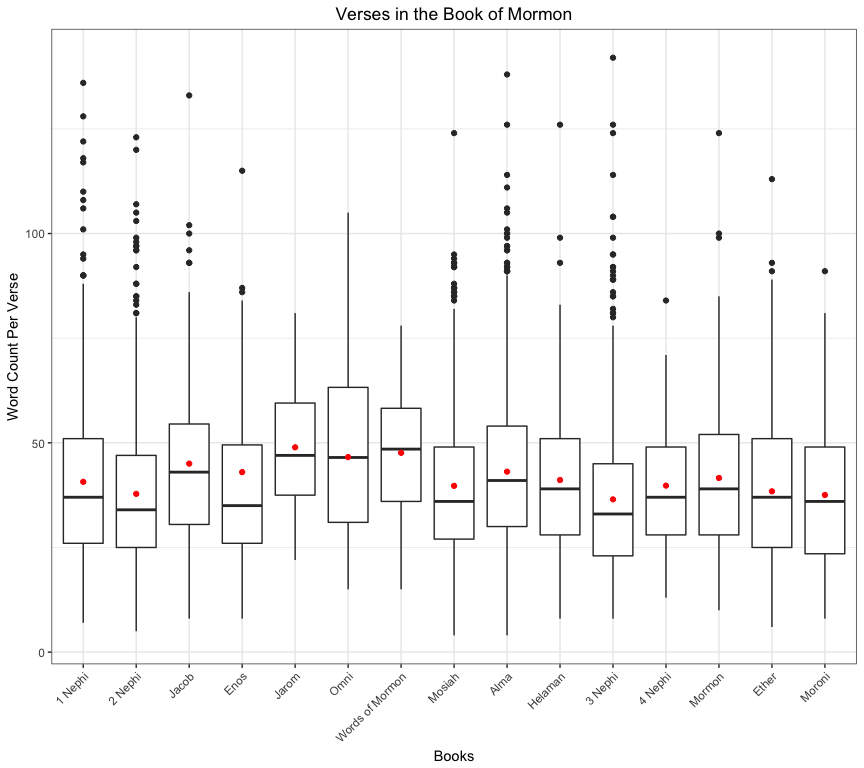 Verses in the Book of Mormon
Word Count Per Verse
100
50
0
1 Nephi
2 Nephi
Jacob
Enos
Jarom
Omni
Words of Mormon
Mosiah
Alma
Helaman
3 Nephi
4 Nephi
Mormon
Ether
Moroni
Books